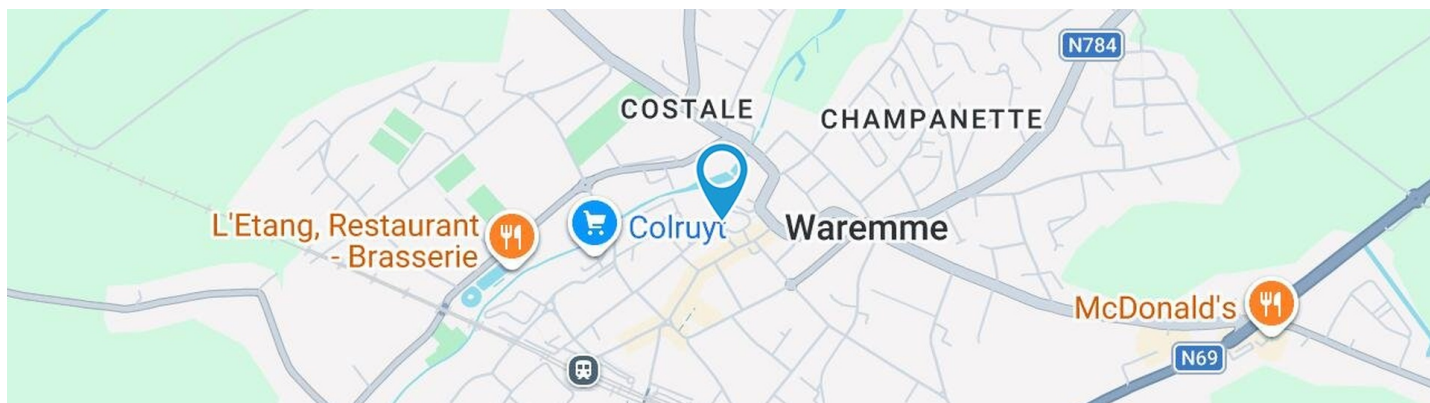 N784
COSTALE
CHAMPANETTE
L'Etang, Restaurant
- Brasserie
Colruyt
Waremme
McDonald's
N69